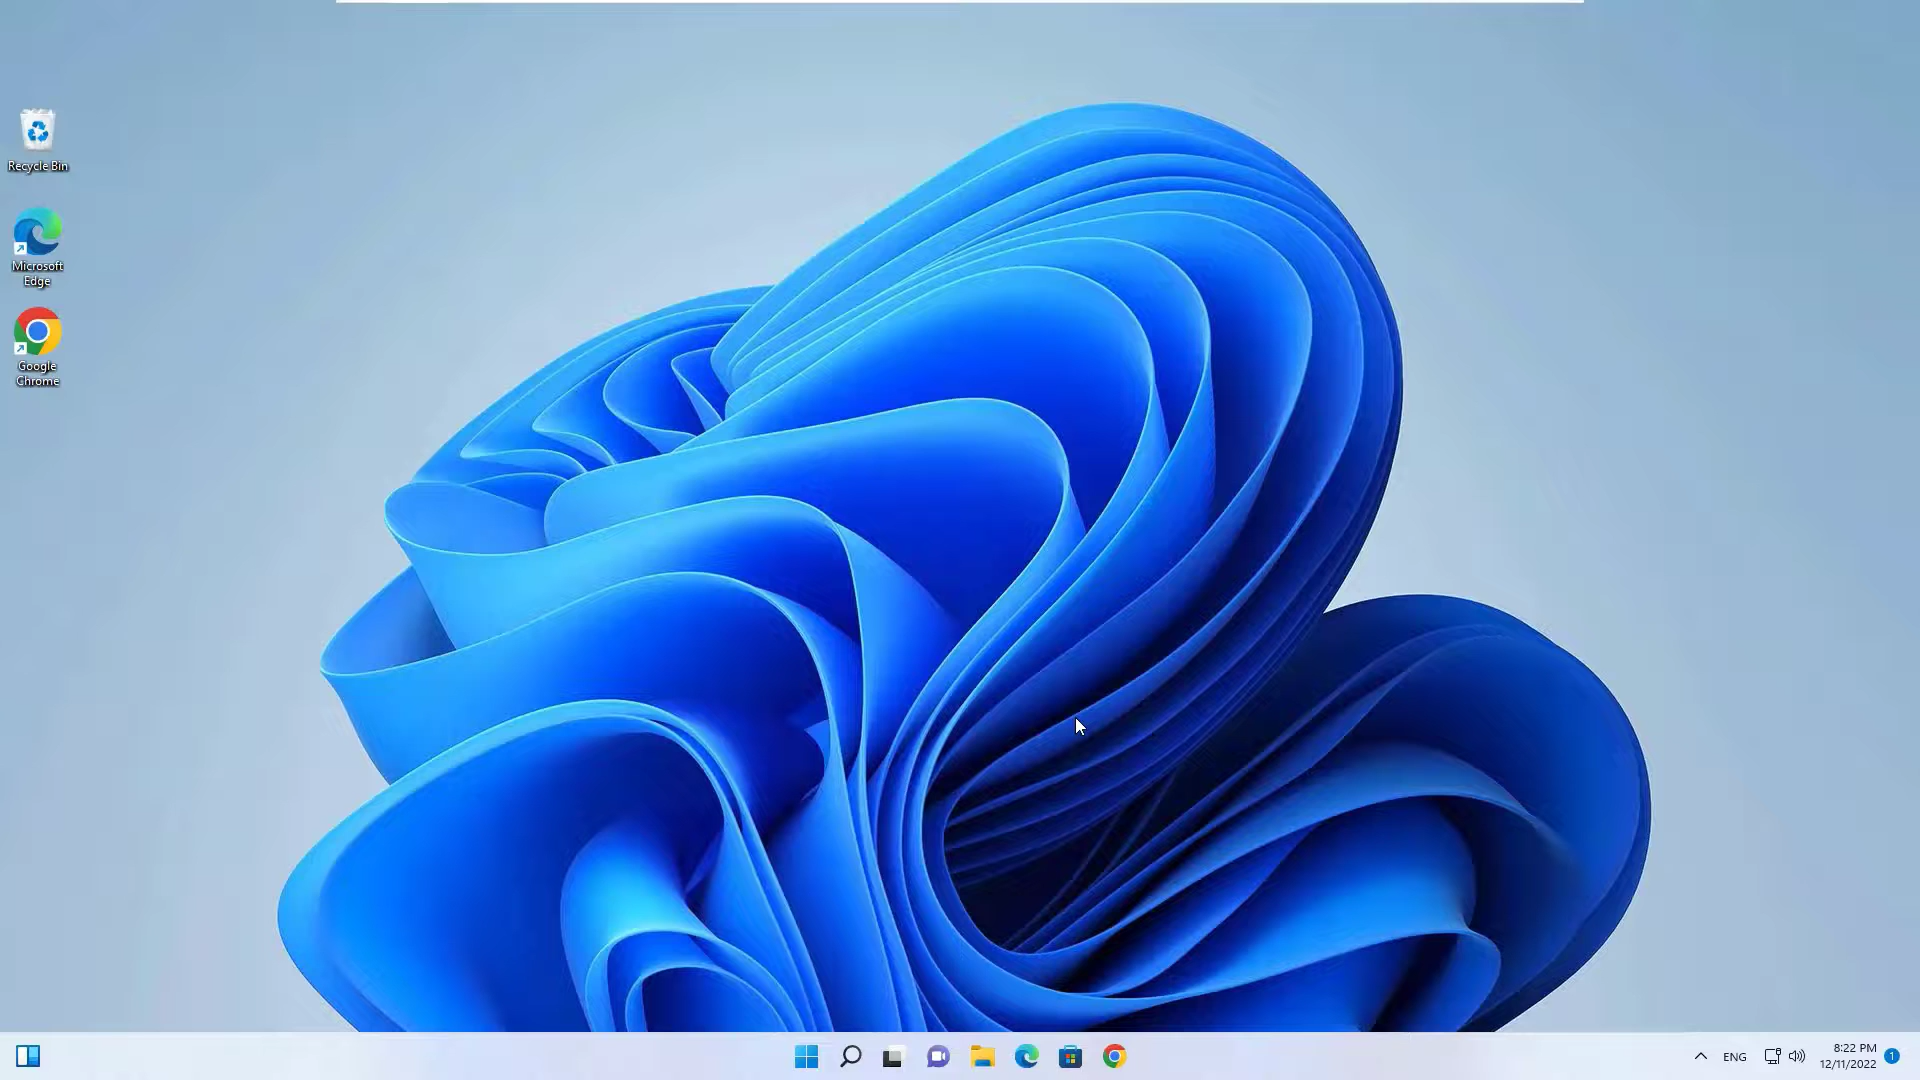 Recycle Bin
Microsoft
Edge
Google
Chrome
ENG
8:22 PM
12/11/2022
1